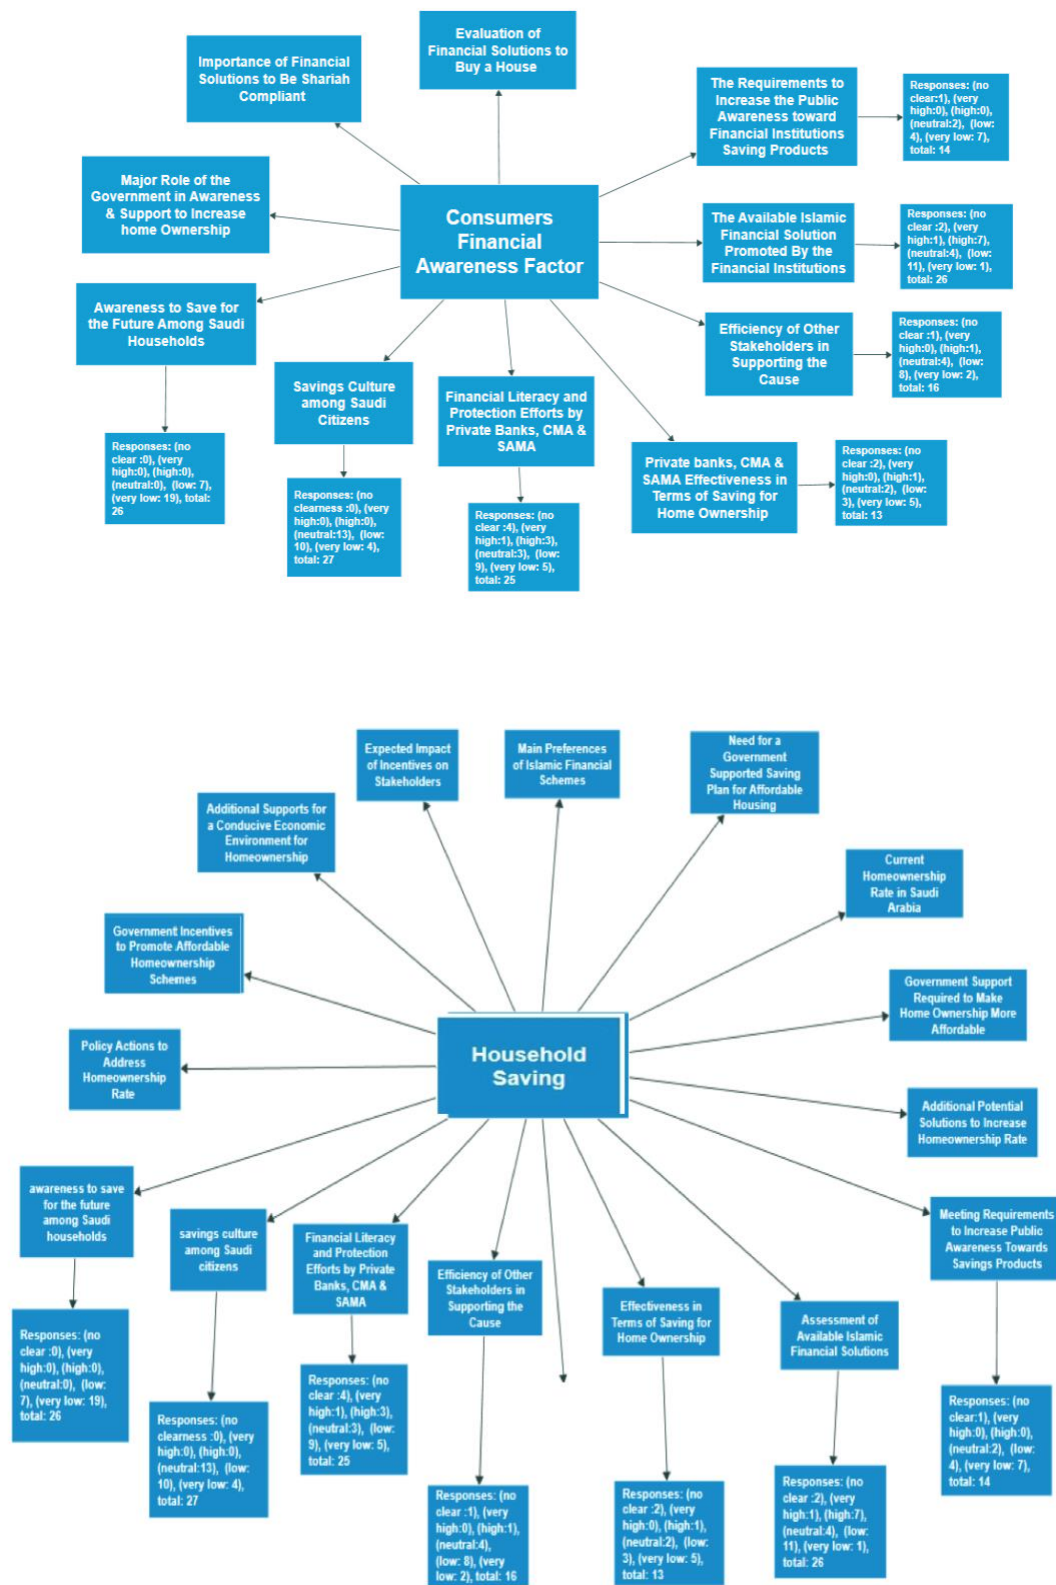 Evaluation of
Financial Solutions to
Buy a House
Importance of Financial
Solutions to Be Shariah
Compliant
The Requirements to
Increase the Public
Awareness toward
Financial Institutions
Saving Products
Responses: (no
clear:1), (very
high:0), (high:0),
(neutral:2), (low:
4), (very low: 7),
total: 14
Major Role of the
Government in Awareness
& Support to Increase
home Ownership
Consumers
Financial
Awareness Factor
The Available Islamic
Financial Solution
Promoted By the
Financial Institutions
Responses: (no
clear :2), (very
high:1), (high:7),
(neutral:4), (low:
11), (very low: 1),
total: 26
Awareness to Save for
the Future Among Saudi
Households
Efficiency of Other
Stakeholders in
Supporting the
Cause
Responses: (no
clear :1), (very
high:0), (high:1),
(neutral:4), (low:
8), (very low: 2),
total: 16
Savings Culture
among Saudi
Citizens
Financial Literacy and
Protection Efforts by
Private Banks, CMA &
SAMA
Private banks, CMA &
SAMA Effectiveness in
Terms of Saving for
Home Ownership
Responses: (no
clear :2), (very
high:0), (high:1),
(neutral:2), (low:
3), (very low: 5),
total: 13
Responses: (no
clear :0), (very
high:0), (high:0),
(neutral:0), (low: 7),
(very low: 19), total:
26
Responses: (no
clearness :0), (very
high:0), (high:0),
(neutral:13), (low:
10), (very low: 4),
total: 27
Responses: (no
clear :4), (very
high:1), (high:3),
(neutral:3), (low:
9), (very low: 5),
total: 25
Expected Impact
of Incentives on
Stakeholders
Main Preferences
of Islamic Financial
Schemes
Need for a
Government
Supported Saving
Plan for Affordable
Housing
Additional Supports for
a Conducive Economic
Environment for
Homeownership
Current
Homeownership
Rate in Saudi
Arabia
Government Incentives
to Promote Affordable
Homeownership
Schemes
Government Support
Required to Make
Home Ownership More
Affordable
Household
Saving
Policy Actions to
Address
Homeownership
Rate
Additional Potential
Solutions to Increase
Homeownership Rate
awareness to save
for the future
among Saudi
households
savings culture
among Saudi
citizens
Financial Literacy
and Protection
Efforts by Private
Banks, CMA &
SAMA
Efficiency of Other
Stakeholders in
Supporting the
Cause
Effectiveness in
Terms of Saving for
Home Ownership
Assessment of
Available Islamic
Financial Solutions
Meeting Requirements
to Increase Public
Awareness Towards
Savings Products
Responses: (no
clear :0), (very
high:0), (high:0),
(neutral:0), (low:
7), (very low: 19),
total: 26
Responses: (no
clearness :0), (very
high:0), (high:0),
(neutral:13), (low:
10), (very low: 4),
total: 27
Responses: (no
clear :4), (very
high:1), (high:3),
(neutral:3), (low:
9), (very low: 5),
total: 25
Responses: (no
clear :1), (very
high:0), (high:1),
(neutral:4),
(low: 8), (very
low: 2), total: 16
Responses: (no
clear :2), (very
high:0), (high:1),
(neutral:2), (low:
3), (very low: 5),
total: 13
Responses: (no
clear :2), (very
high:1), (high:7),
(neutral:4), (low:
11), (very low: 1),
total: 26
Responses: (no
clear:1), (very
high:0), (high:0),
(neutral:2), (low:
4), (very low: 7),
total: 14